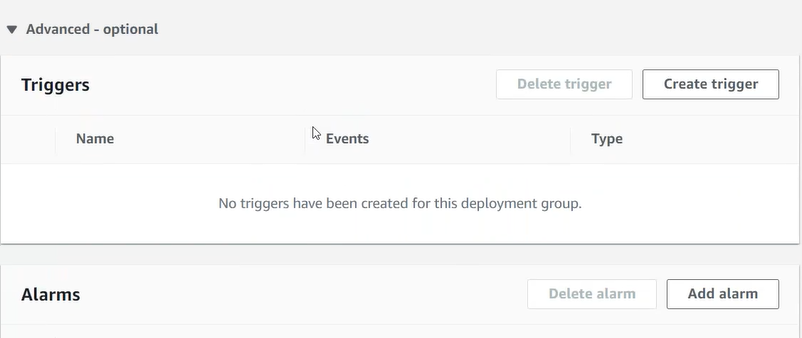 Advanced - optional
Triggers
Delete trigger
Create trigger
Name
Events
Type
No triggers have been created for this deployment group.
Alarms
Delete alarm
Add alarm